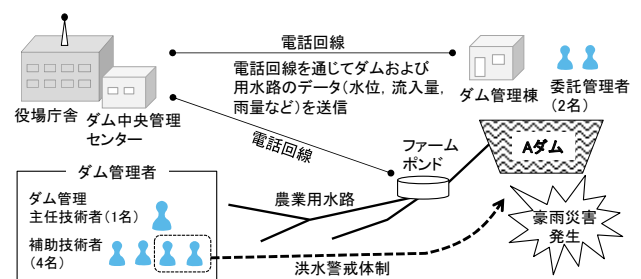 電話回線
電話回線を通じてダムおよび
用水路のデータ(水位, 流入量,
雨量など)を送信
役場庁舎
ダム中央管理
センター
ダム管理棟
委託管理者
(2名)
電話回線
ファーム
ポンド
Aダム
ダム管理者
ダム管理
主任技術者(1名)
補助技術者
(4名)
農業用水路
豪雨災害
発生
洪水警戒体制